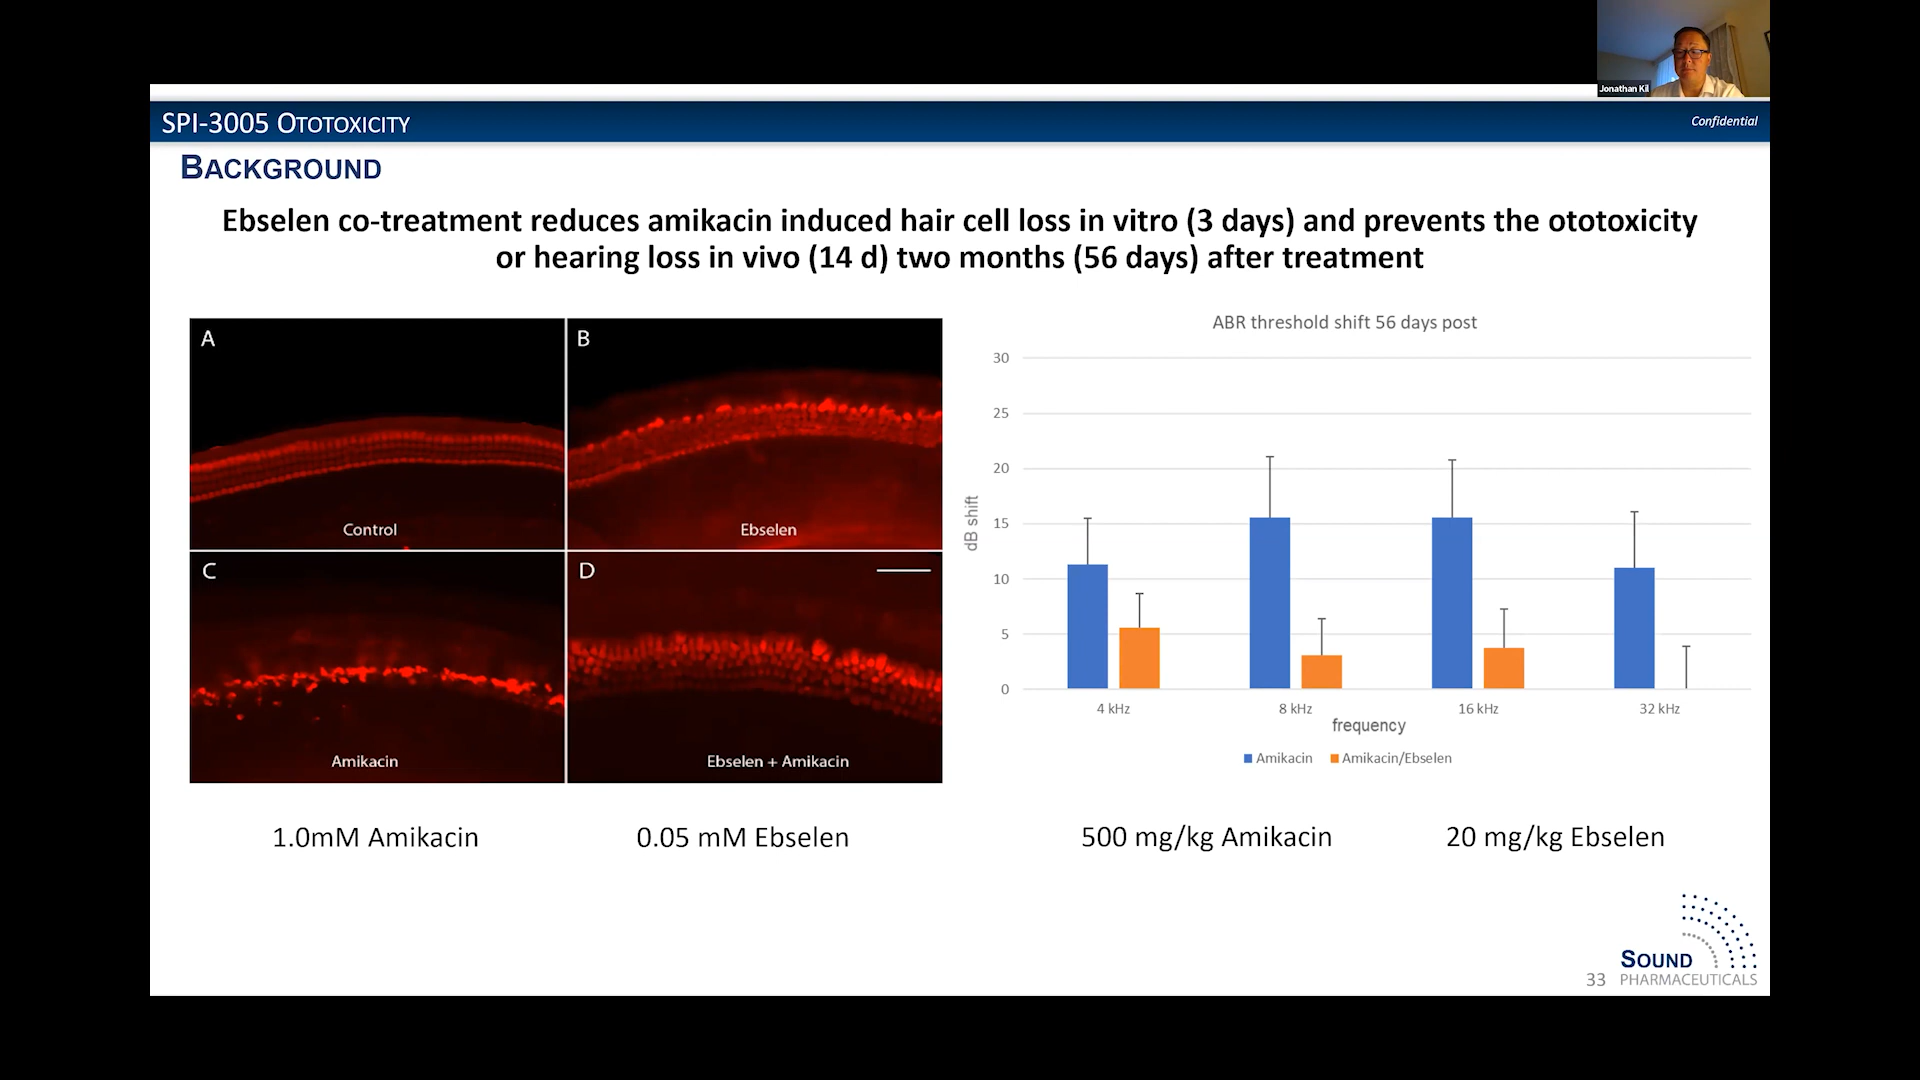 Jonathan Kil
SPI-3005 OTOTOXICITY
Confidential
BACKGROUND
Ebselen co-treatment reduces amikacin induced hair cell loss in vitro (3 days) and prevents the ototoxicity
or hearing loss in vivo (14 d) two months (56 days) after treatment
A
Control
B
Ebselen
C
Amikacin
D
Ebselen + Amikacin
ABR threshold shift 56 days post
30
25
20
15
10
5
0
dB shift
4 kHz
8 kHz
16 kHz
32 kHz
frequency
Amikacin
Amikacin/Ebselen
1.0mM Amikacin
0.05 mM Ebselen
500 mg/kg Amikacin
20 mg/kg Ebselen
33
SOUND
PHARMACEUTICALS